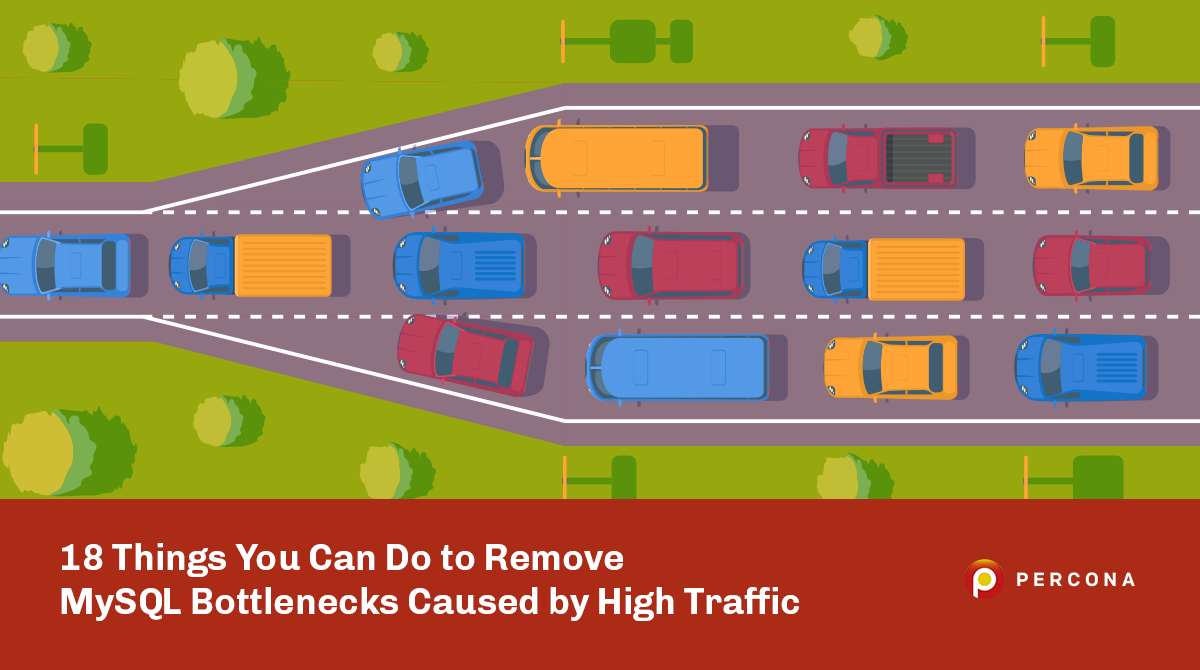 18 Things You Can Do to Remove
MySQL Bottlenecks Caused by High Traffic
PERCONA